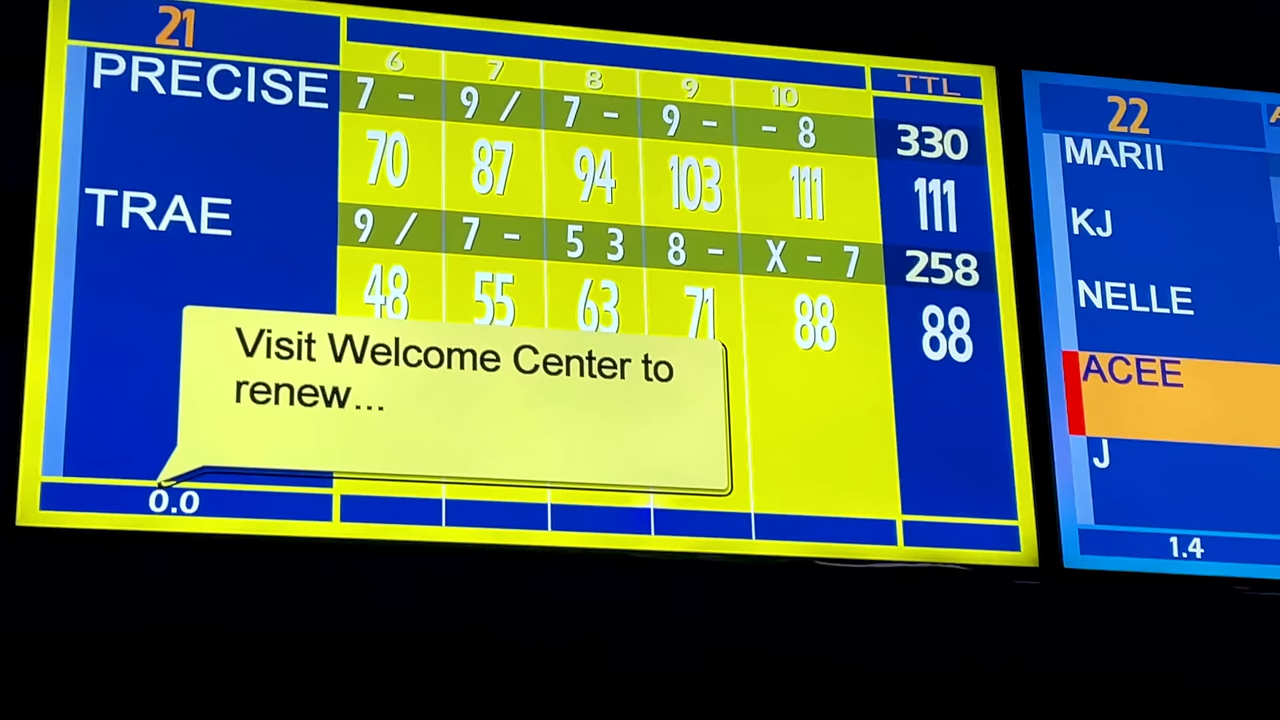 21
6 7 8 9 10 TTL
PRECISE 7 - 9 / 7 - 9 - - 8 330
70 87 94 103 111 111
TRAE 9 / 7 - 5 3 8 - X - 7 258
48 55 63 71 88 88
Visit Welcome Center to
renew...
0.0
22
MARII
KJ
NELLE
ACEE
J
1.4